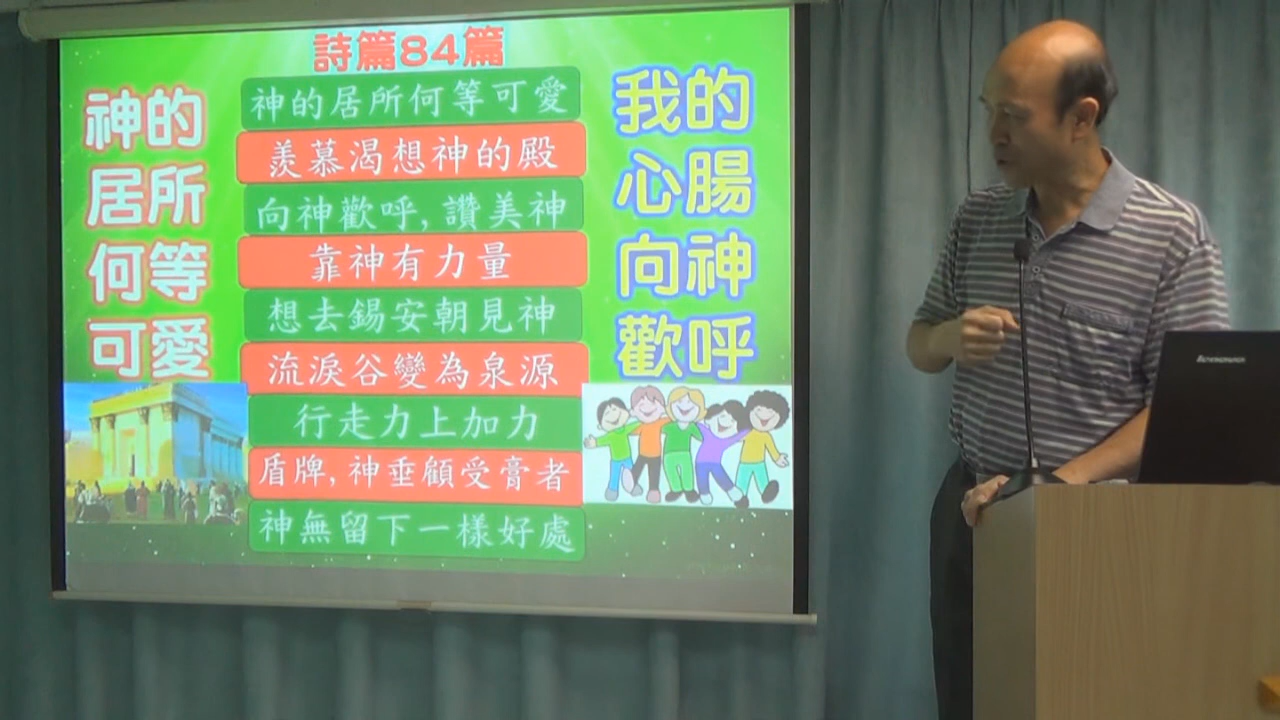 詩篇84篇
神的
居所
何等
可愛
神的居所何等可愛
羨慕渴想神的殿
向神歡呼,讚美神
靠神有力量
想去錫安朝見神
流淚谷變為泉源
行走力上加力
盾牌,神垂顧受膏者
神無留下一樣好處
我的
心腸
向神
歡呼